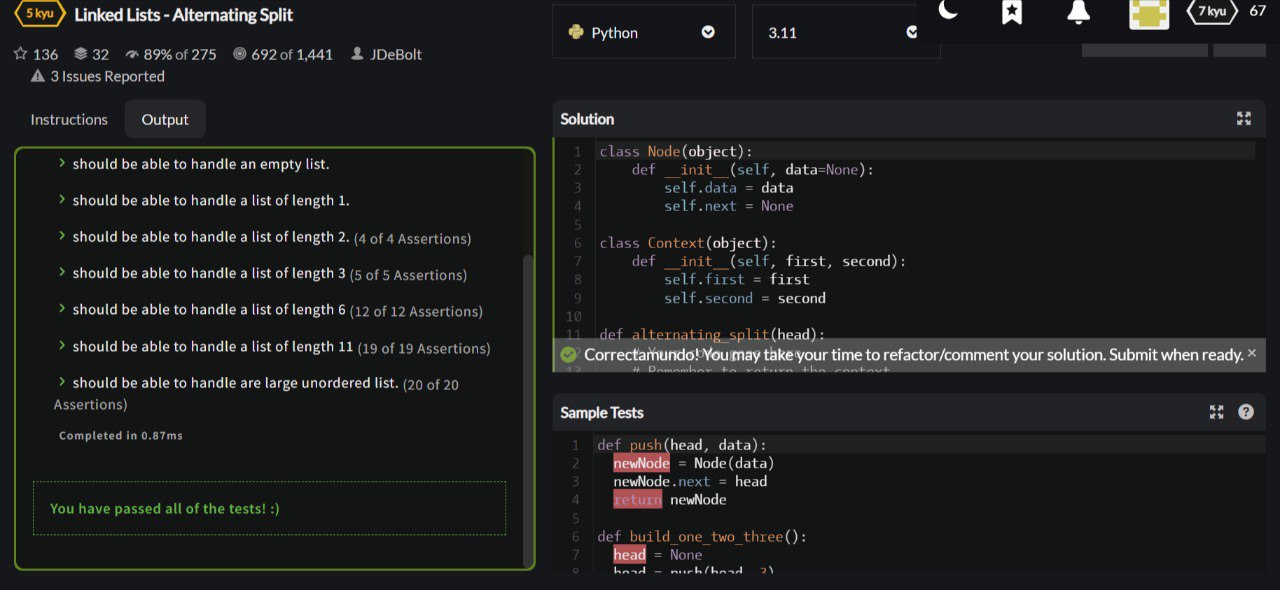 5 kyu Linked Lists - Alternating Split
136 32 89% of 275 692 of 1,441 JDeBolt
3 Issues Reported
Python
3.11
7 kyu 67
Instructions Output
should be able to handle an empty list.
should be able to handle a list of length 1.
should be able to handle a list of length 2. (4 of 4 Assertions)
should be able to handle a list of length 3 (5 of 5 Assertions)
should be able to handle a list of length 6 (12 of 12 Assertions)
should be able to handle a list of length 11 (19 of 19 Assertions)
should be able to handle are large unordered list. (20 of 20
Assertions)
Completed in 0.87ms
You have passed all of the tests! :)
Solution
1 class Node(object):
2 def __init__(self, data=None):
3 self.data = data
4 self.next = None
5
6 class Context(object):
7 def __init__(self, first, second):
8 self.first = first
9 self.second = second
10
11 def alternating_split(head):
Correctamundo! You may take your time to refactor/comment your solution. Submit when ready. ×
13 # Remember to return the context
Sample Tests
?
1 def push(head, data):
2 newNode = Node(data)
3 newNode.next = head
4 return newNode
5
6 def build_one_two_three():
7 head = None
8 head = push(head, 3)